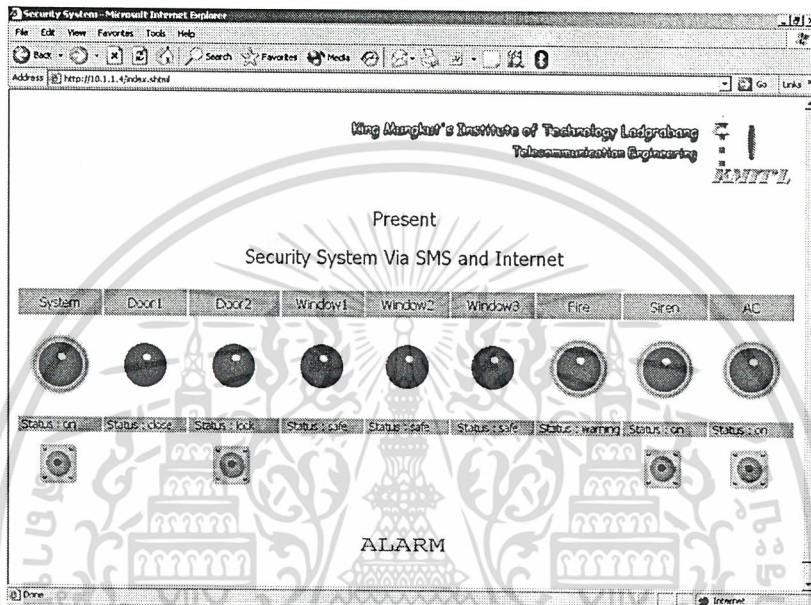 Security System - Microsoft Internet Explorer
File Edit View Favorites Tools Help
Back Search Favorites Media
Address http://10.1.1.4/index.shtml Go Links
King Mungkut's Institute of Technology Ladgrabang
Telecommunication Engineering
KMIT'L
Present
Security System Via SMS and Internet
System Door1 Door2 Window1 Window2 Window3 Fire Siren AC
Status : on Status : close Status : lock Status : safe Status : safe Status : safe Status : warning Status : on Status : on
ALARM
Done Internet